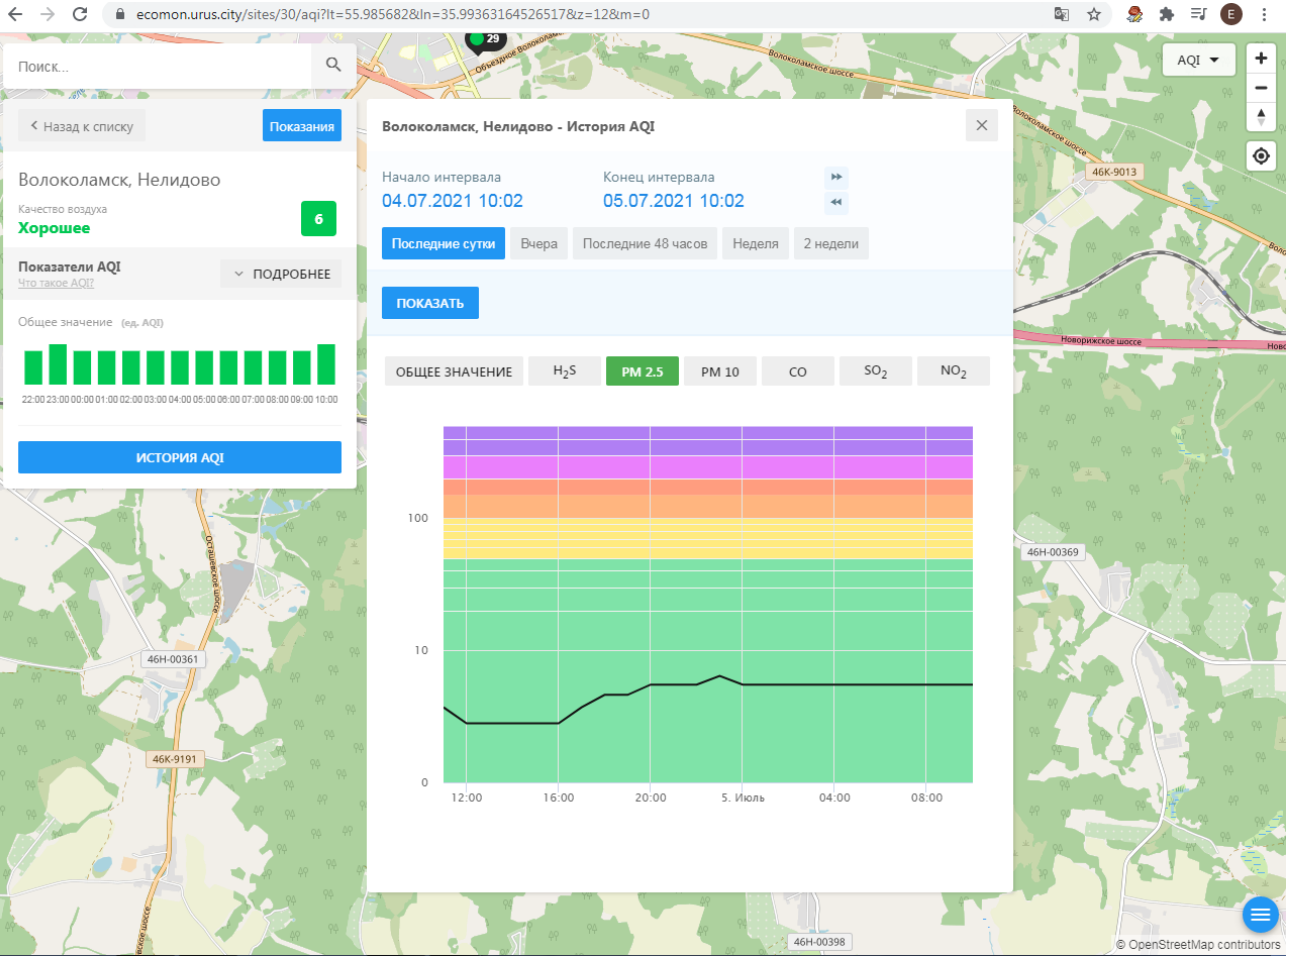 ecomon.urus.city/sites/30/aqi?lt=55.985682&ln=35.99363164526517&z=12&m=0
E
29
Объездное Волоколам
Волоколамское шоссе
Поиск...
AQI
Назад к списку
Показания
Волоколамск, Нелидово - История AQI
Волоколамское шоссе
46К-9013
Волоколамск, Нелидово
Качество воздуха
Хорошее
6
Начало интервала
Конец интервала
04.07.2021 10:02
05.07.2021 10:02
Последние сутки
Вчера
Последние 48 часов
Неделя
2 недели
Показатели AQI
Что такое AQI?
ПОДРОБНЕЕ
ПОКАЗАТЬ
Общее значение (ед. AQI)
Новорижское шоссе
Ново
22:00 23:00 00:00 01:00 02:00 03:00 04:00 05:00 06:00 07:00 08:00 09:00 10:00
ОБЩЕЕ ЗНАЧЕНИЕ
H2S
PM 2.5
PM 10
CO
SO2
NO2
ИСТОРИЯ AQI
100
10
0
12:00
16:00
20:00
5. Июль
04:00
08:00
Осташевское шоссе
46Н-00369
46Н-00361
46К-9191
46Н-00398
© OpenStreetMap contributors